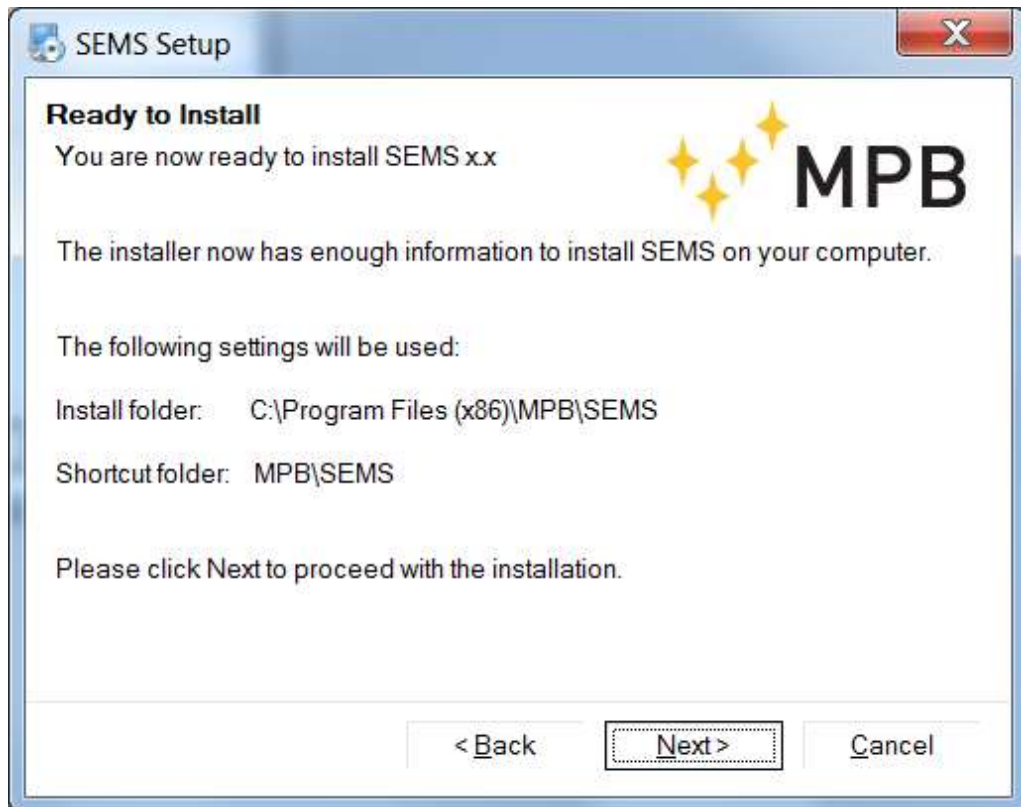 SEMS Setup
Ready to Install
You are now ready to install SEMS x.x
MPB
The installer now has enough information to install SEMS on your computer.
The following settings will be used:
Install folder: C:\Program Files (x86)\MPB\SEMS
Shortcut folder: MPB\SEMS
Please click Next to proceed with the installation.
< Back Next > Cancel